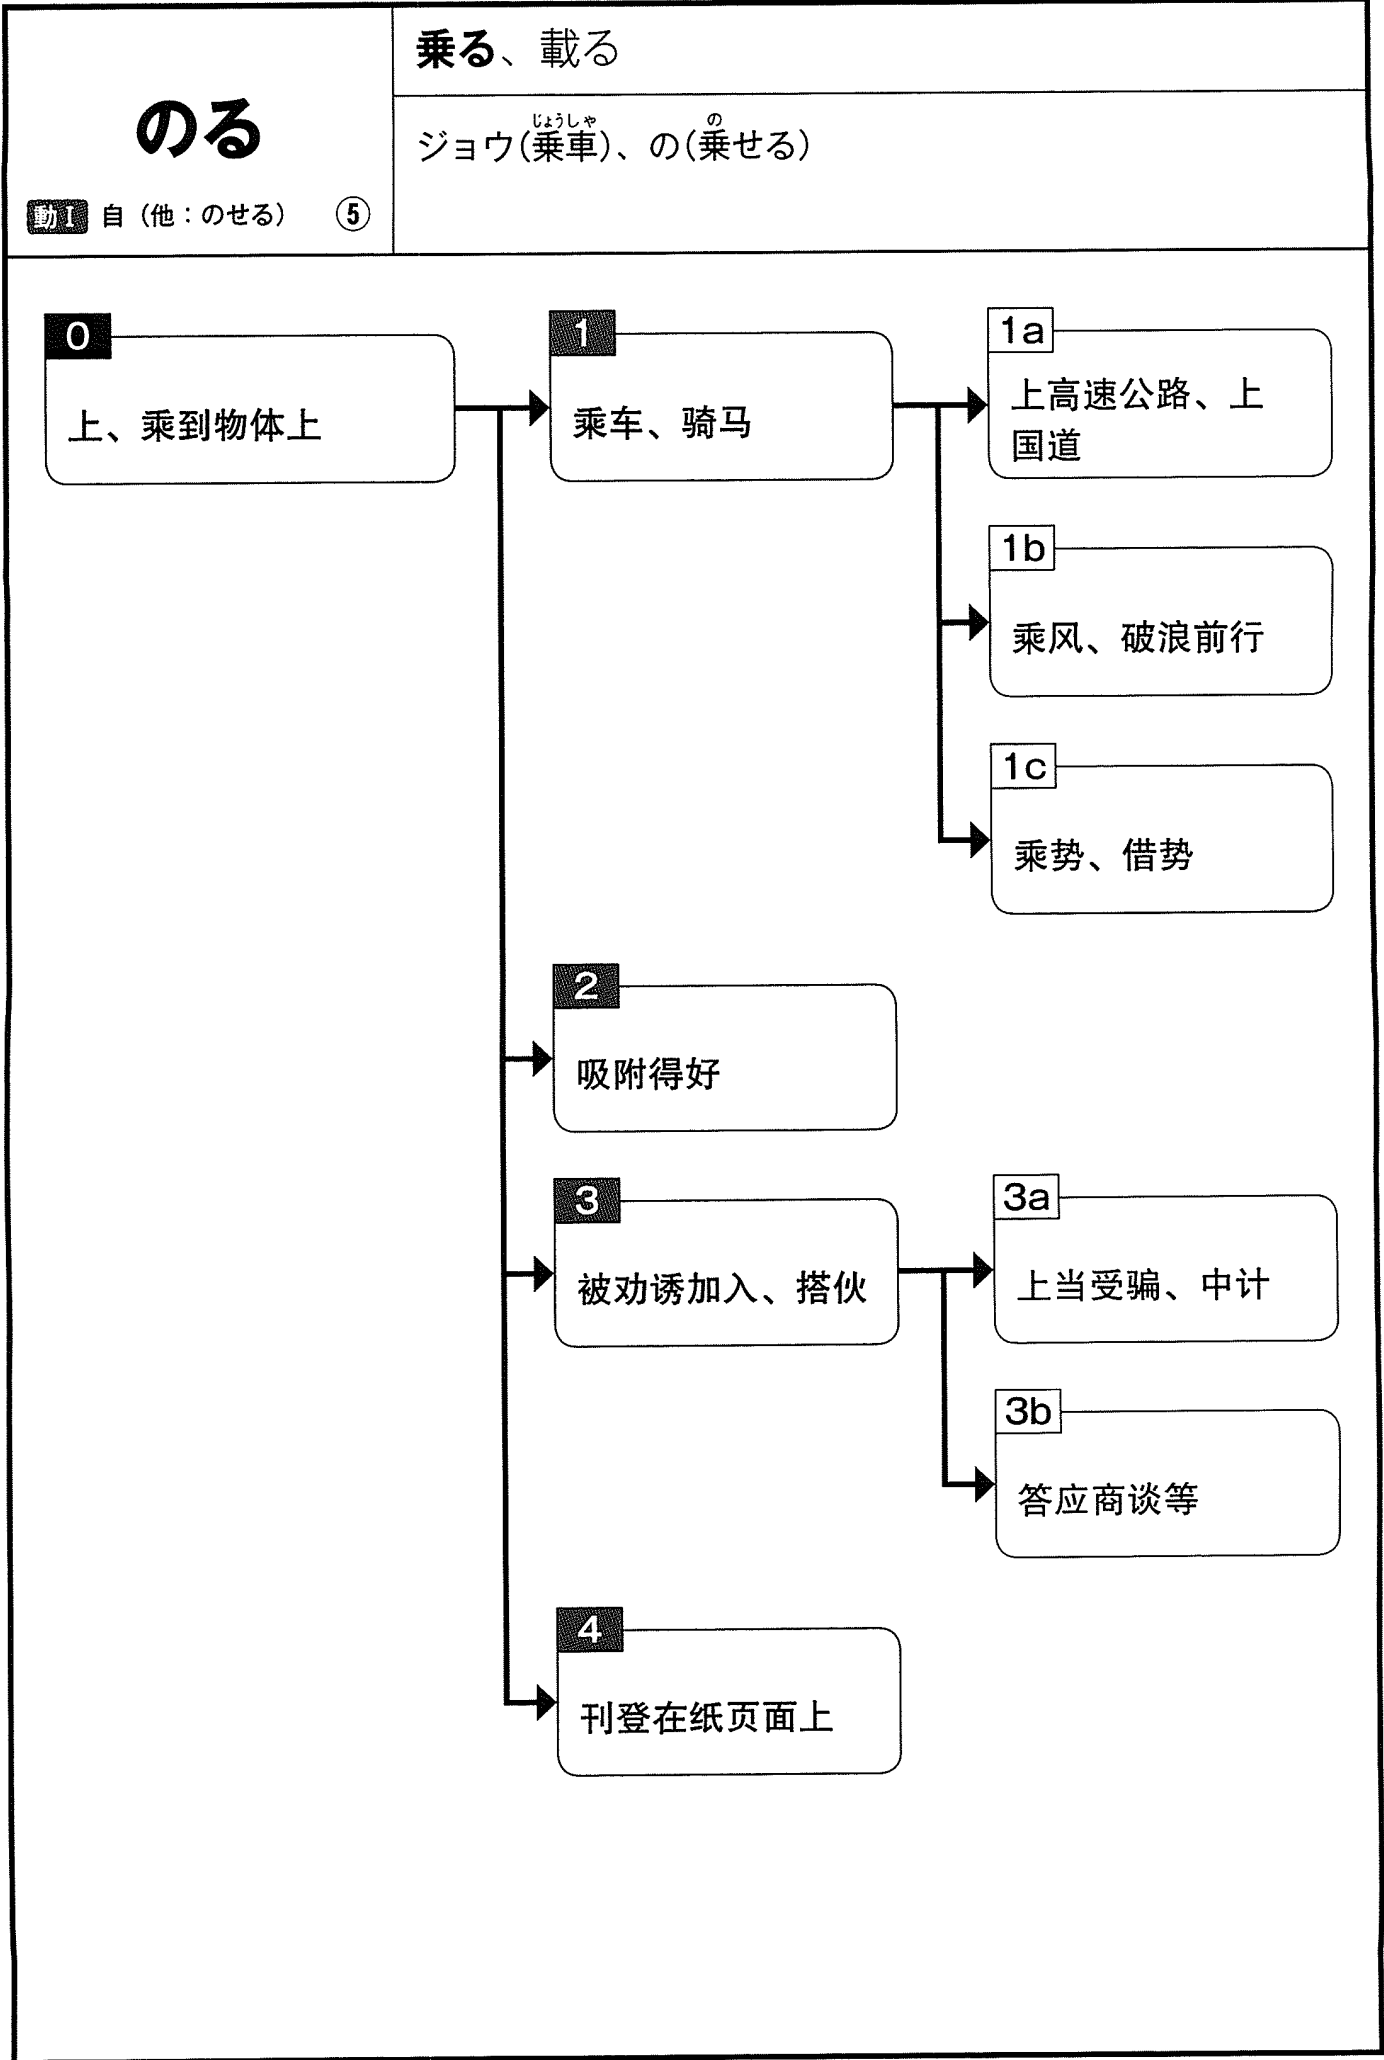 のる
動Ⅰ 自（他：のせる） ⑤
乗る、載る
ジョウ(乗車)、の(乗せる)
じょうしゃ の
0
上、乘到物体上
1
乘车、骑马
1a
上高速公路、上
国道
1b
乘风、破浪前行
1c
乘势、借势
2
吸附得好
3
被劝诱加入、搭伙
3a
上当受骗、中计
3b
答应商谈等
4
刊登在纸页面上